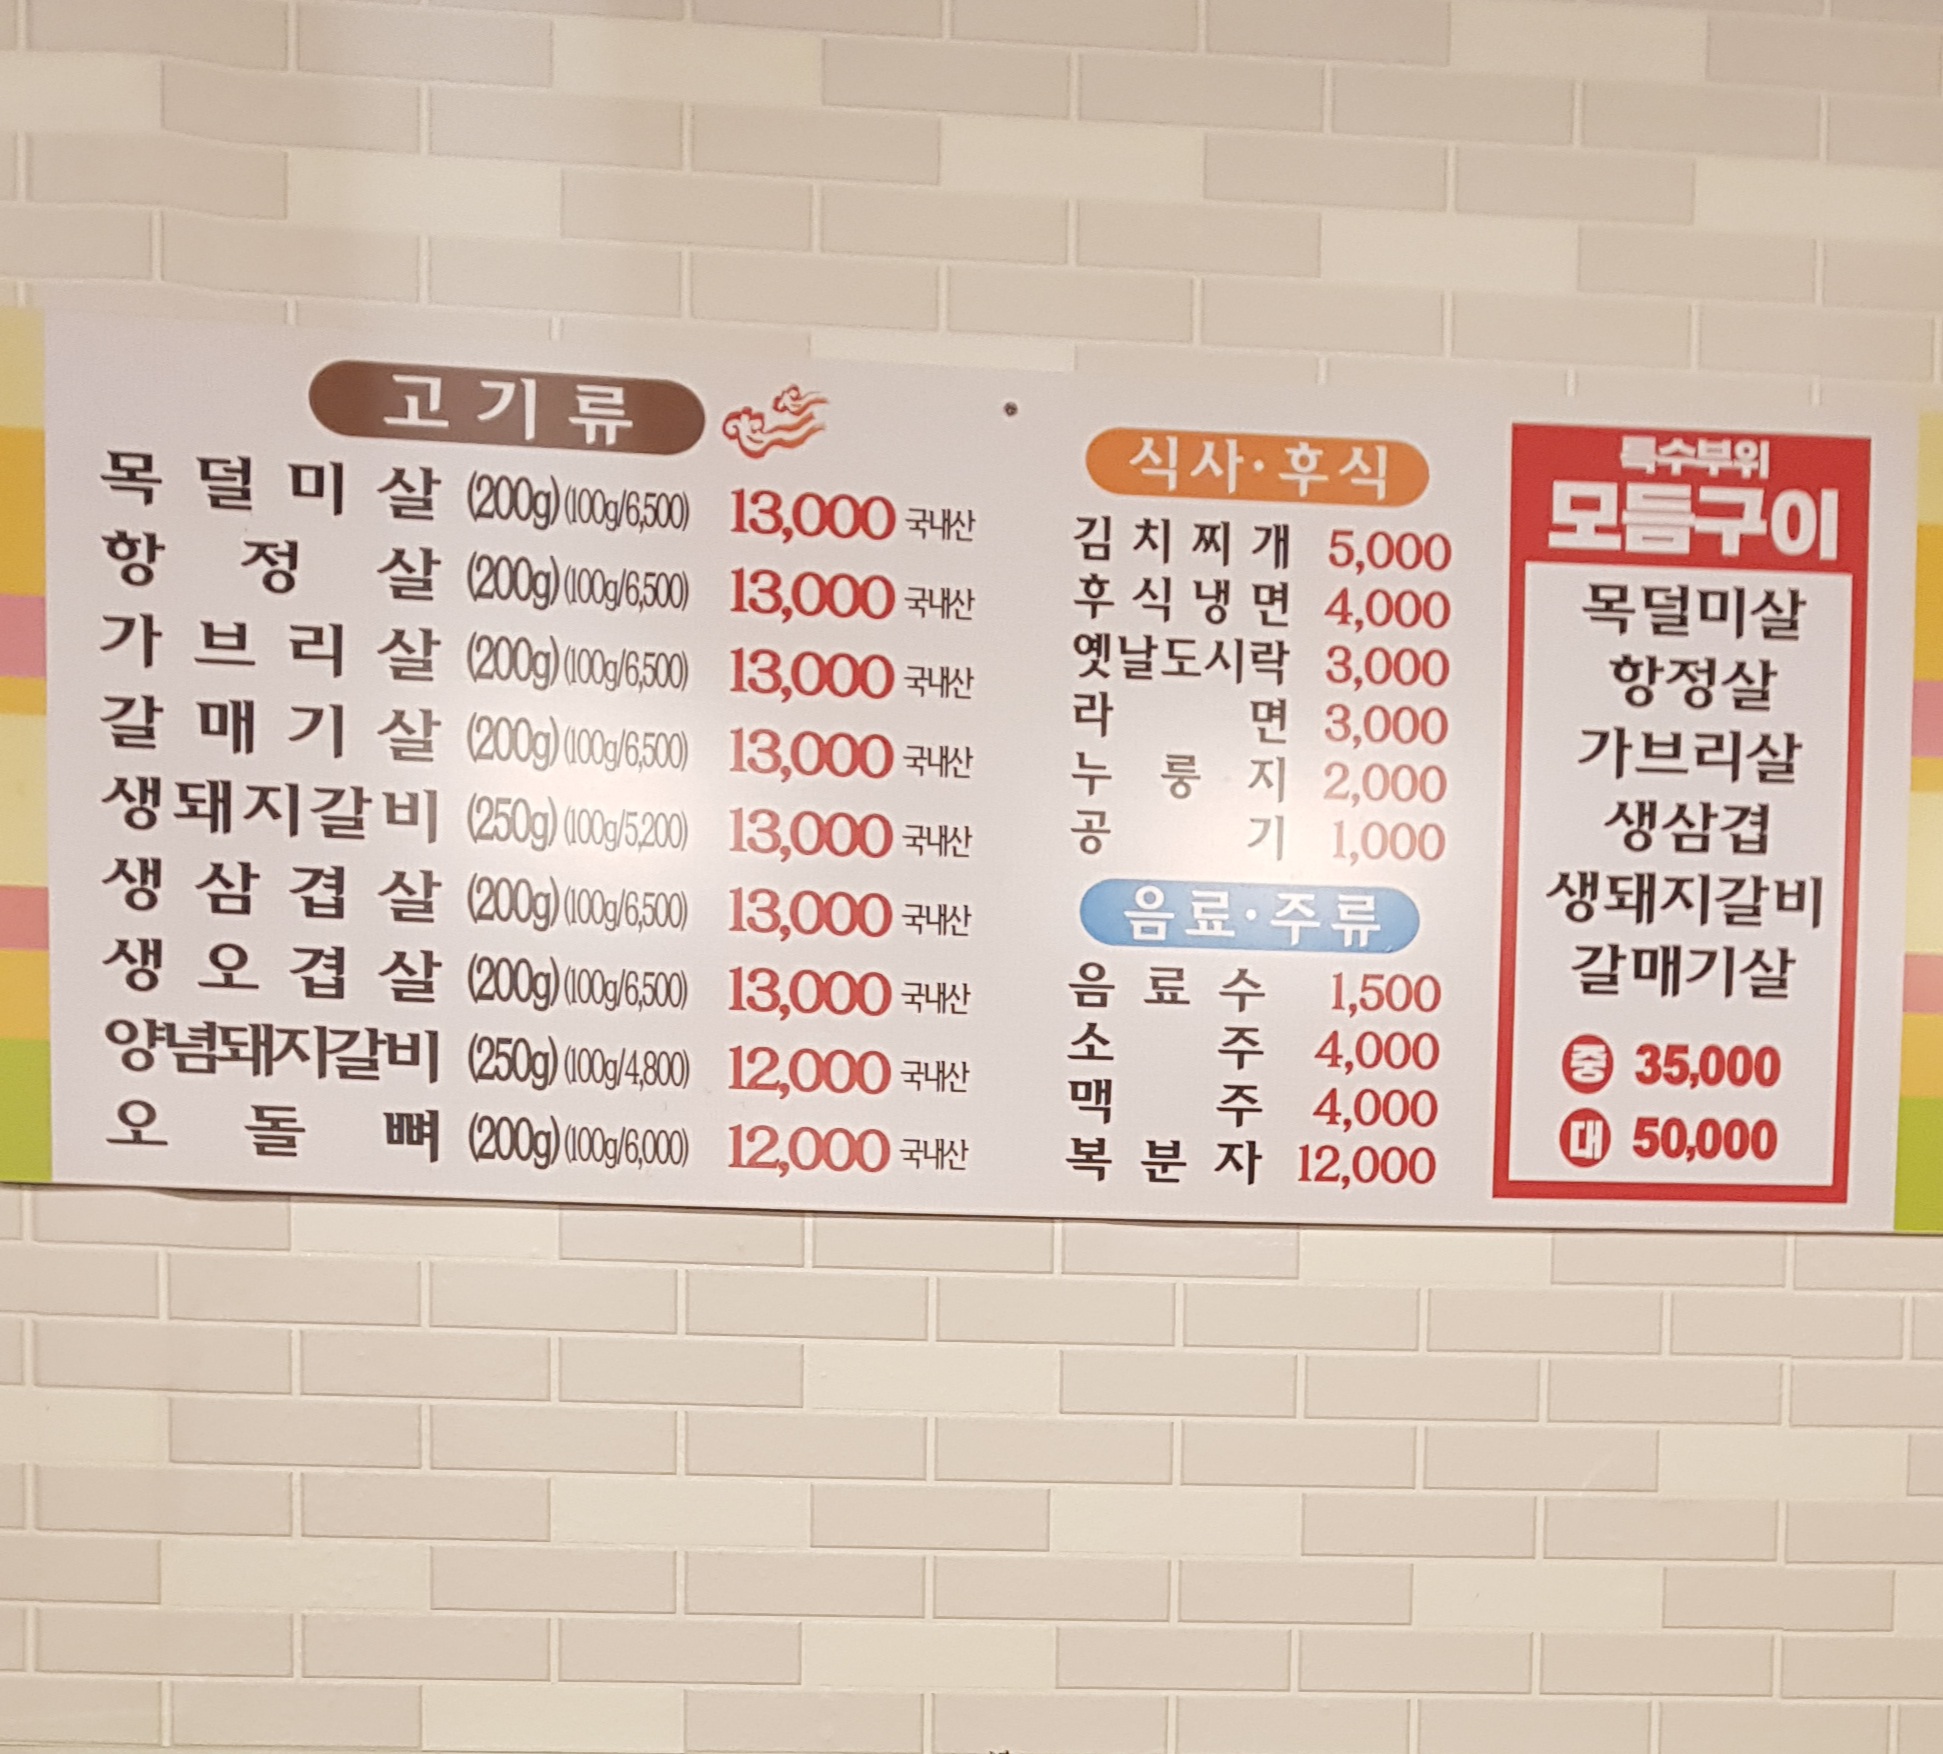 고기류
목덜미살 (200g)(100g/6,500) 13,000 국내산
항정살 (200g)(100g/6,500) 13,000 국내산
가브리살 (200g)(100g/6,500) 13,000 국내산
갈매기살 (200g)(100g/6,500) 13,000 국내산
생돼지갈비 (250g)(100g/5,200) 13,000 국내산
생삼겹살 (200g)(100g/6,500) 13,000 국내산
생오겹살 (200g)(100g/6,500) 13,000 국내산
양념돼지갈비 (250g)(100g/4,800) 12,000 국내산
오돌뼈 (200g)(100g/6,000) 12,000 국내산
식사·후식
김치찌개 5,000
후식냉면 4,000
옛날도시락 3,000
라면 3,000
누룽지 2,000
공기 1,000
음료·주류
음료수 1,500
소주 4,000
맥주 4,000
복분자 12,000
특수부위
모듬구이
목덜미살
항정살
가브리살
생삼겹
생돼지갈비
갈매기살
중 35,000
대 50,000